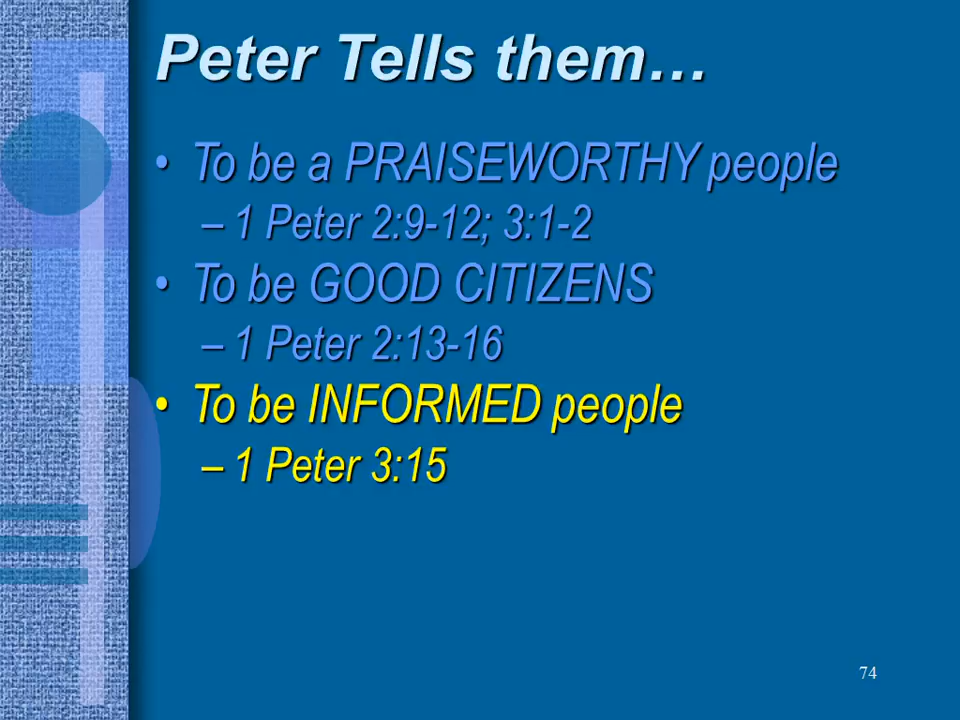 Peter Tells them…
• To be a PRAISEWORTHY people
– 1 Peter 2:9-12; 3:1-2
• To be GOOD CITIZENS
– 1 Peter 2:13-16
• To be INFORMED people
– 1 Peter 3:15
74